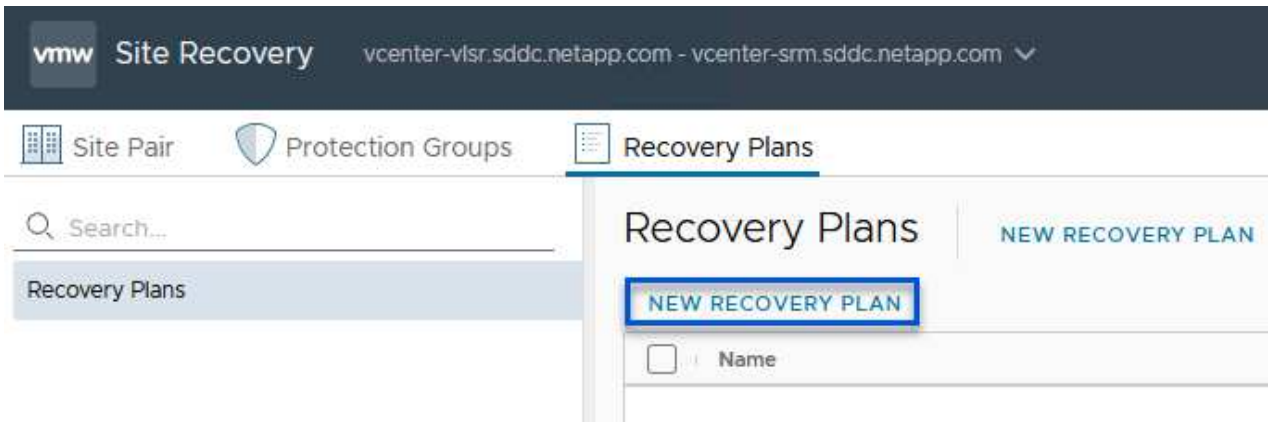 vmw Site Recovery vcenter-vlsr.sddc.netapp.com - vcenter-srm.sddc.netapp.com
Site Pair Protection Groups Recovery Plans
Search...
Recovery Plans NEW RECOVERY PLAN
Recovery Plans
NEW RECOVERY PLAN
Name